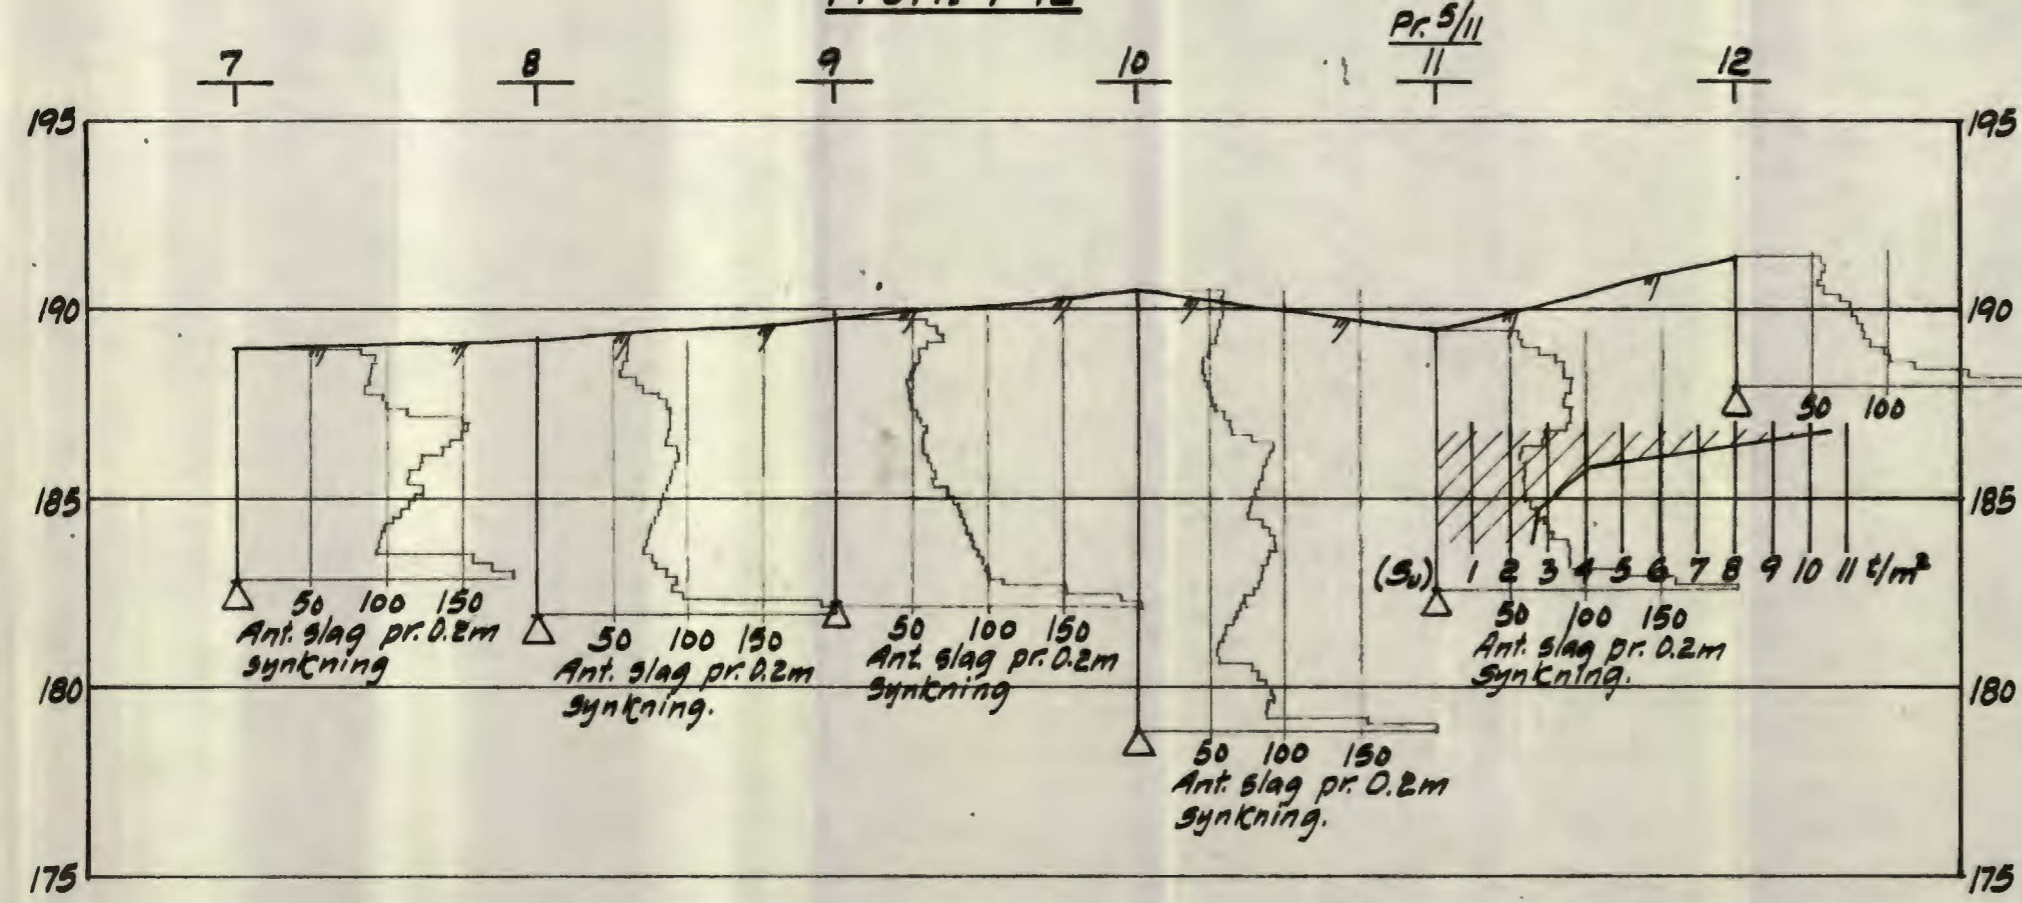 Pr. 5/11
7 8 9 10 11 12
195 195
190 190
185 185
180 180
175 175
50 100 150
Ant. slag pr. 0.2m
synkning
50 100 150
Ant. slag pr. 0.2m
synkning.
50 100 150
Ant. slag pr. 0.2m
synkning
50 100 150
Ant. slag pr. 0.2m
synkning.
(Su) 1 2 3 4 5 6 7 8 9 10 11 t/m²
50 100 150
Ant. slag pr. 0.2m
synkning.
50 100